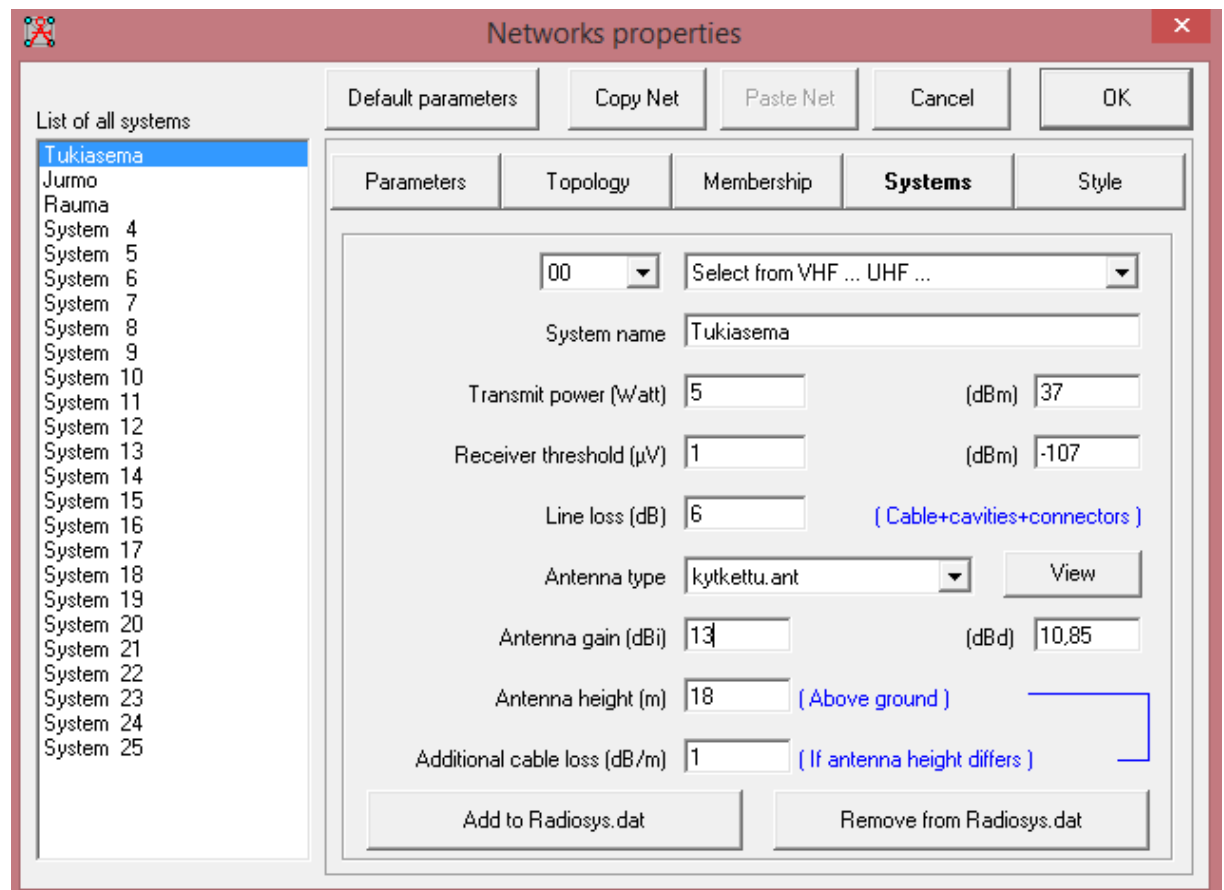 Networks properties
Default parameters
Copy Net
Paste Net
Cancel
OK
List of all systems
Tukiasema
Jurmo
Rauma
System 4
System 5
System 6
System 7
System 8
System 9
System 10
System 11
System 12
System 13
System 14
System 15
System 16
System 17
System 18
System 19
System 20
System 21
System 22
System 23
System 24
System 25
Parameters
Topology
Membership
Systems
Style
00
Select from VHF ... UHF ...
System name Tukiasema
Transmit power (Watt) 5 (dBm) 37
Receiver threshold (µV) 1 (dBm) -107
Line loss (dB) 6 ( Cable+cavities+connectors )
Antenna type kytkettu.ant View
Antenna gain (dBi) 13 (dBd) 10,85
Antenna height (m) 18 ( Above ground )
Additional cable loss (dB/m) 1 ( If antenna height differs )
Add to Radiosys.dat
Remove from Radiosys.dat